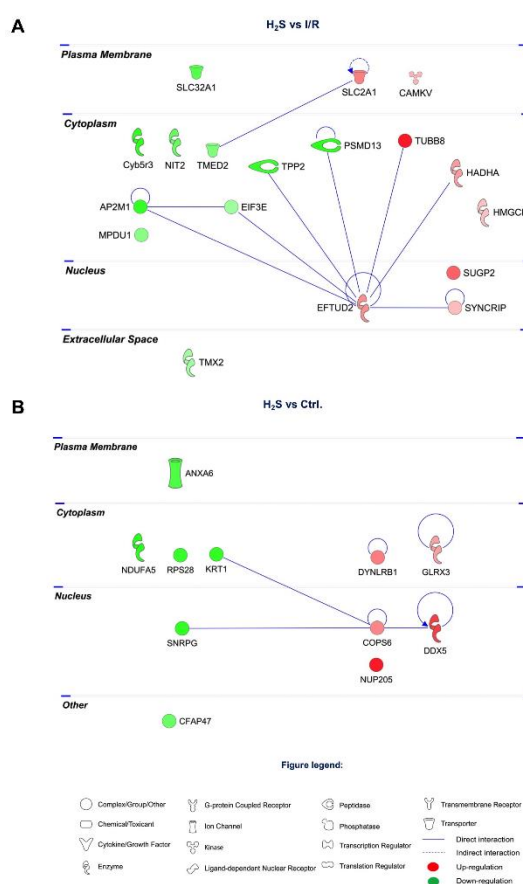 A
H₂S vs I/R
Plasma Membrane
SLC32A1
SLC2A1
CAMKV
Cytoplasm
Cyb5r3
NIT2
TMED2
TPP2
PSMD13
TUBB8
HADHA
AP2M1
EIF3E
HMGCL
MPDU1
Nucleus
SUGP2
EFTUD2
SYNCRIP
Extracellular Space
TMX2
B
H₂S vs Ctrl.
Plasma Membrane
ANXA6
Cytoplasm
NDUFA5
RPS28
KRT1
DYNLRB1
GLRX3
Nucleus
SNRPG
COPS6
DDX5
NUP205
Other
CFAP47
Figure legend:
Complex/Group/Other
G-protein Coupled Receptor
Peptidase
Transmembrane Receptor
Chemical/Toxicant
Ion Channel
Phosphatase
Transporter
Cytokine/Growth Factor
Kinase
Transcription Regulator
Direct interaction
Indirect interaction
Enzyme
Ligand-dependent Nuclear Receptor
Translation Regulator
Up-regulation
Down-regulation